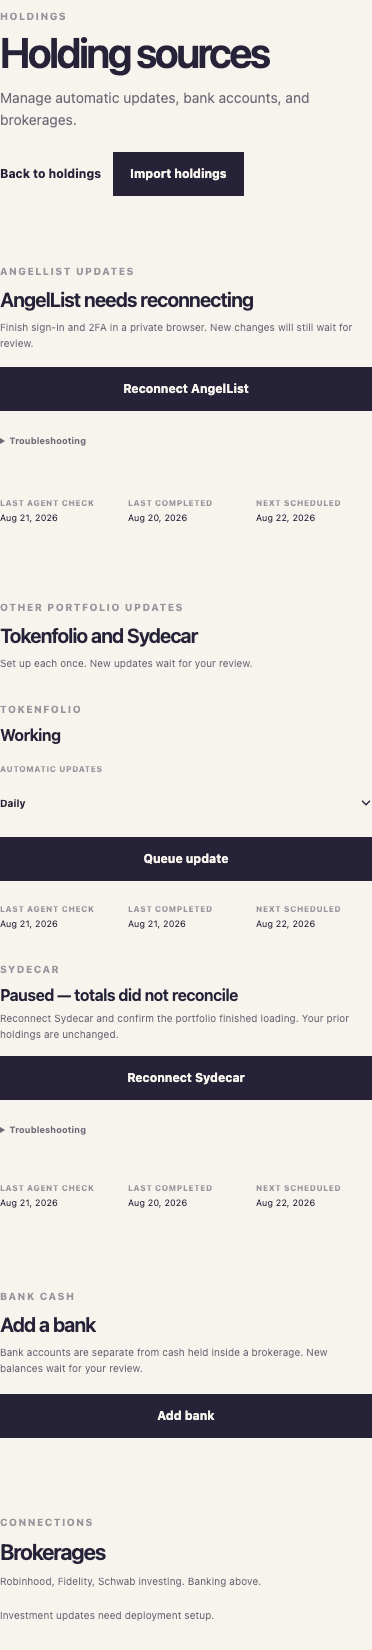 HOLDINGS
Holding sources
Manage automatic updates, bank accounts, and
brokerages.
Back to holdings
Import holdings
ANGELLIST UPDATES
AngelList needs reconnecting
Finish sign-in and 2FA in a private browser. New changes will still wait for
review.
Reconnect AngelList
Troubleshooting
LAST AGENT CHECK LAST COMPLETED NEXT SCHEDULED
Aug 21, 2026 Aug 20, 2026 Aug 22, 2026
OTHER PORTFOLIO UPDATES
Tokenfolio and Sydecar
Set up each once. New updates wait for your review.
TOKENFOLIO
Working
AUTOMATIC UPDATES
Daily
Queue update
LAST AGENT CHECK LAST COMPLETED NEXT SCHEDULED
Aug 21, 2026 Aug 21, 2026 Aug 22, 2026
SYDECAR
Paused — totals did not reconcile
Reconnect Sydecar and confirm the portfolio finished loading. Your prior
holdings are unchanged.
Reconnect Sydecar
Troubleshooting
LAST AGENT CHECK LAST COMPLETED NEXT SCHEDULED
Aug 21, 2026 Aug 20, 2026 Aug 22, 2026
BANK CASH
Add a bank
Bank accounts are separate from cash held inside a brokerage. New
balances wait for your review.
Add bank
CONNECTIONS
Brokerages
Robinhood, Fidelity, Schwab investing. Banking above.
Investment updates need deployment setup.